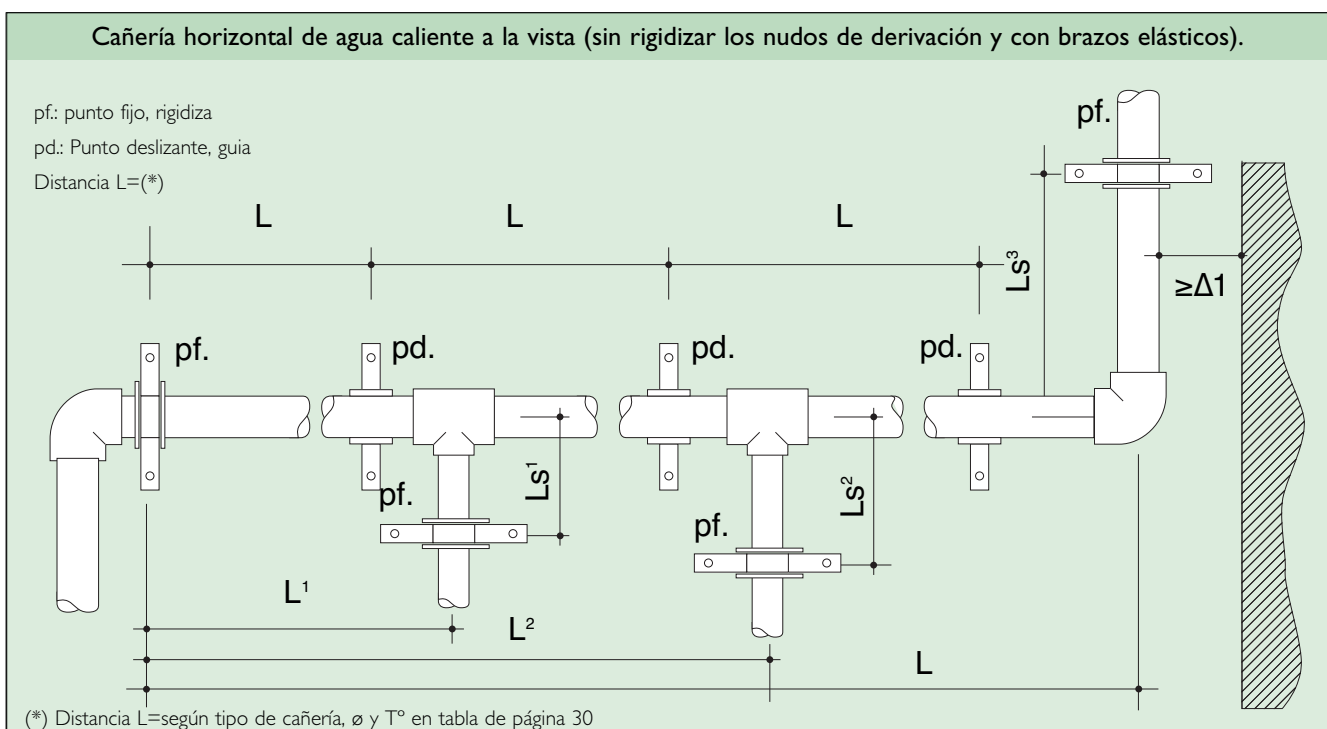 Cañería horizontal de agua caliente a la vista (sin rigidizar los nudos de derivación y con brazos elásticos).
pf.: punto fijo, rigidiza
pd.: Punto deslizante, guia
Distancia L=(*)
pf.
L
L
L
Ls³
≥Δ1
pf.
pd.
pd.
pd.
Ls¹
Ls²
pf.
pf.
L¹
L²
L
(*) Distancia L=según tipo de cañería, ø y Tº en tabla de página 30